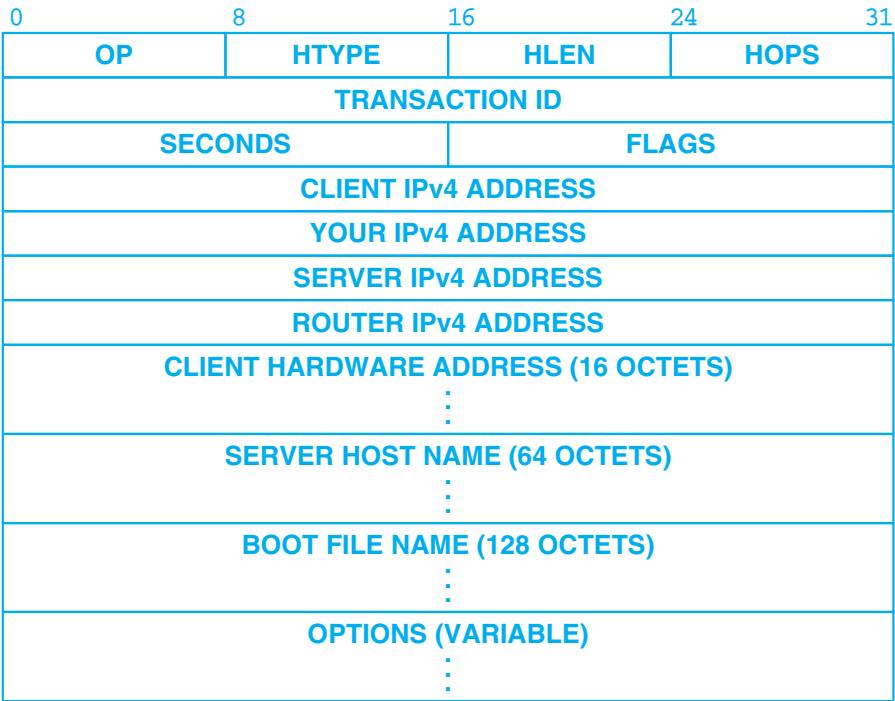 0 8 16 24 31
OP HTYPE HLEN HOPS
TRANSACTION ID
SECONDS FLAGS
CLIENT IPv4 ADDRESS
YOUR IPv4 ADDRESS
SERVER IPv4 ADDRESS
ROUTER IPv4 ADDRESS
CLIENT HARDWARE ADDRESS (16 OCTETS)
SERVER HOST NAME (64 OCTETS)
BOOT FILE NAME (128 OCTETS)
OPTIONS (VARIABLE)